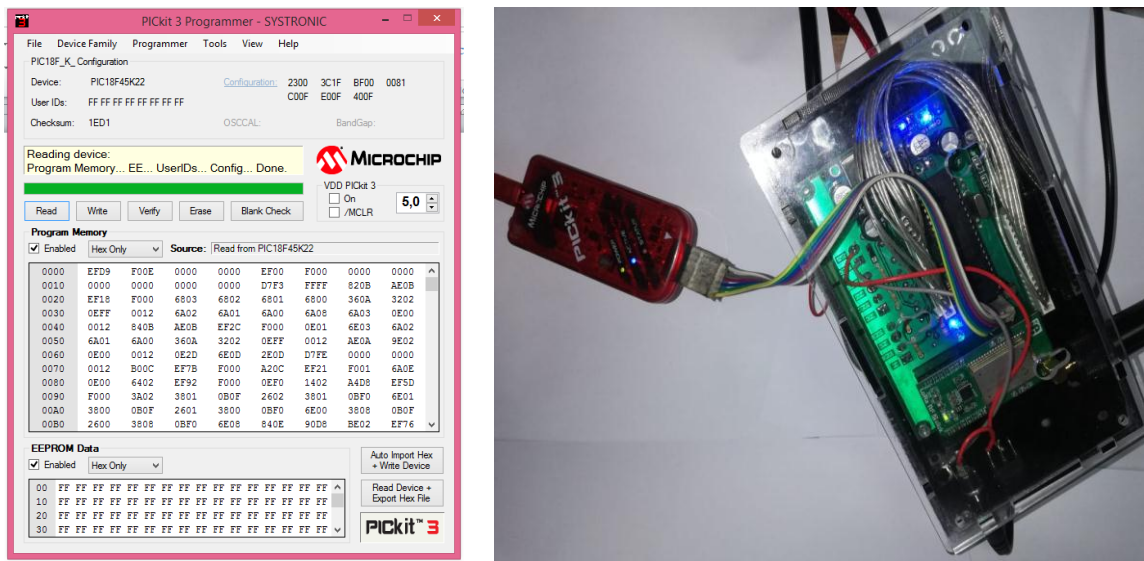 PICkit 3 Programmer - SYSTRONIC
File Device Family Programmer Tools View Help
PIC18F_K_ Configuration
Device: PIC18F45K22 Configuration: 2300 3C1F BF00 0081
C00F E00F 400F
User IDs: FF FF FF FF FF FF FF FF
Checksum: 1ED1 OSCCAL: BandGap:
Reading device:
Program Memory... EE... UserIDs... Config... Done.
MICROCHIP
VDD PICkit 3
On
/MCLR
5,0
Read Write Verify Erase Blank Check
Program Memory
Enabled Hex Only Source: Read from PIC18F45K22
0000 EFD9 F00E 0000 0000 EF00 F000 0000 0000
0010 0000 0000 0000 0000 D7F3 FFFF 820B AE0B
0020 EF18 F000 6803 6802 6801 6800 360A 3202
0030 0EFF 0012 6A02 6A01 6A00 6A08 6A03 0E00
0040 0012 840B AE0B EF2C F000 0E01 6E03 6A02
0050 6A01 6A00 360A 3202 0EFF 0012 AE0A 9E02
0060 0E00 0012 0E2D 6E0D 2E0D D7FE 0000 0000
0070 0012 B00C EF7B F000 A20C EF21 F001 6A0E
0080 0E00 6402 EF92 F000 0EF0 1402 A4D8 EF5D
0090 F000 3A02 3801 0B0F 2602 3801 0BF0 6E01
00A0 3800 0B0F 2601 3800 0BF0 6E00 3808 0B0F
00B0 2600 3808 0BF0 6E08 840E 90D8 BE02 EF76
EEPROM Data
Enabled Hex Only
00 FF FF FF FF FF FF FF FF FF FF FF FF FF FF FF FF
10 FF FF FF FF FF FF FF FF FF FF FF FF FF FF FF FF
20 FF FF FF FF FF FF FF FF FF FF FF FF FF FF FF FF
30 FF FF FF FF FF FF FF FF FF FF FF FF FF FF FF FF
Auto Import Hex
+ Write Device
Read Device +
Export Hex File
PICkit™ 3
MICROCHIP
PICkit 3